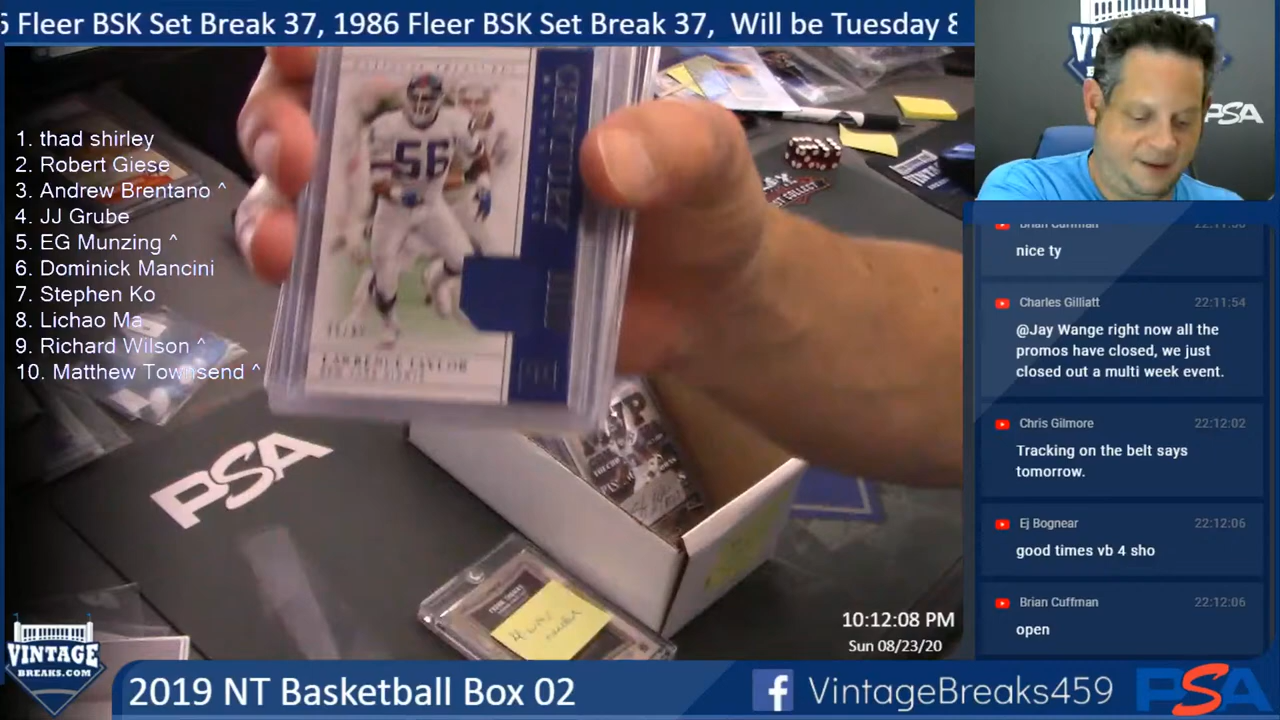 5 Fleer BSK Set Break 37, 1986 Fleer BSK Set Break 37,  Will be Tuesday 8
1. thad shirley
2. Robert Giese
3. Andrew Brentano ^
4. JJ Grube
5. EG Munzing ^
6. Dominick Mancini
7. Stephen Ko
8. Lichao Ma
9. Richard Wilson ^
10. Matthew Townsend ^
56
LAWRENCE TAYLOR
PSA
MVP
VINTAGE
PSA
Brian Cuffman 22:11:50
nice ty
Charles Gilliatt 22:11:54
@Jay Wange right now all the
promos have closed, we just
closed out a multi week event.
Chris Gilmore 22:12:02
Tracking on the belt says
tomorrow.
Ej Bognear 22:12:06
good times vb 4 sho
Brian Cuffman 22:12:06
open
10:12:08 PM
Sun 08/23/20
VINTAGE
BREAKS.COM
2019 NT Basketball Box 02
VintageBreaks459
PSA